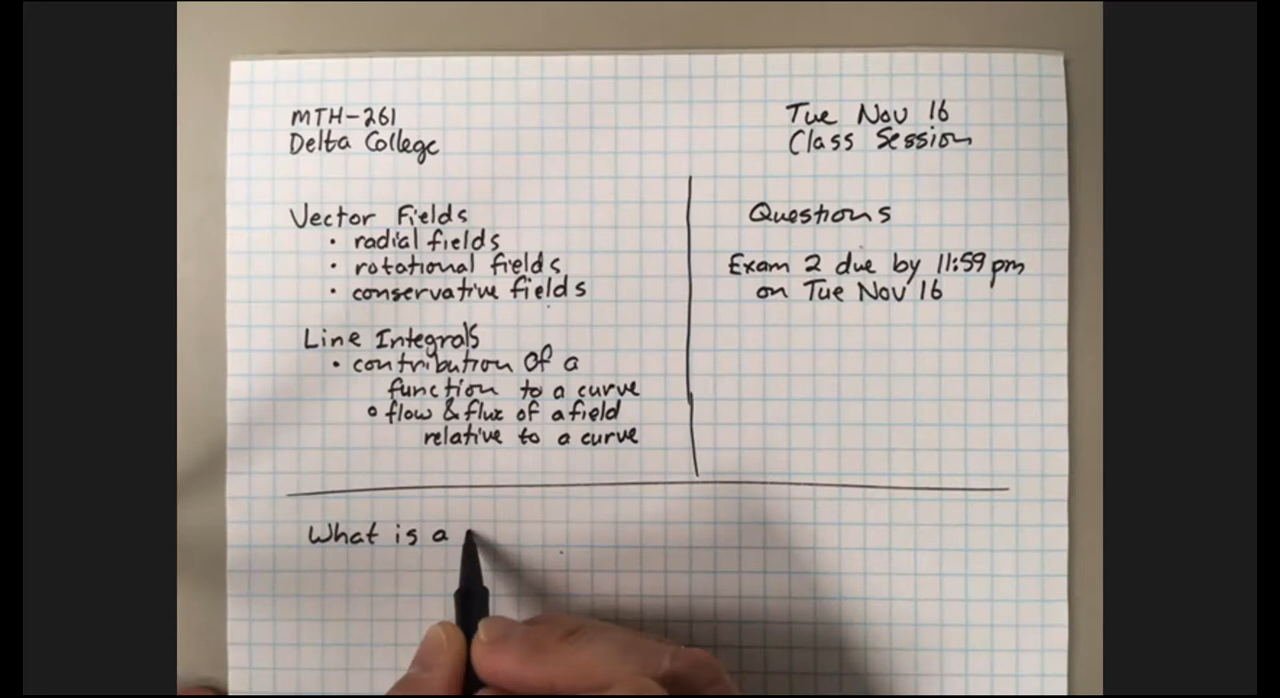 MTH-261
Delta College
Tue Nov 16
Class Session
Vector Fields
• radial fields
• rotational fields
• conservative fields
Line Integrals
• contribution of a
function to a curve
° flow & flux of a field
relative to a curve
Questions
Exam 2 due by 11:59 pm
on Tue Nov 16
What is a